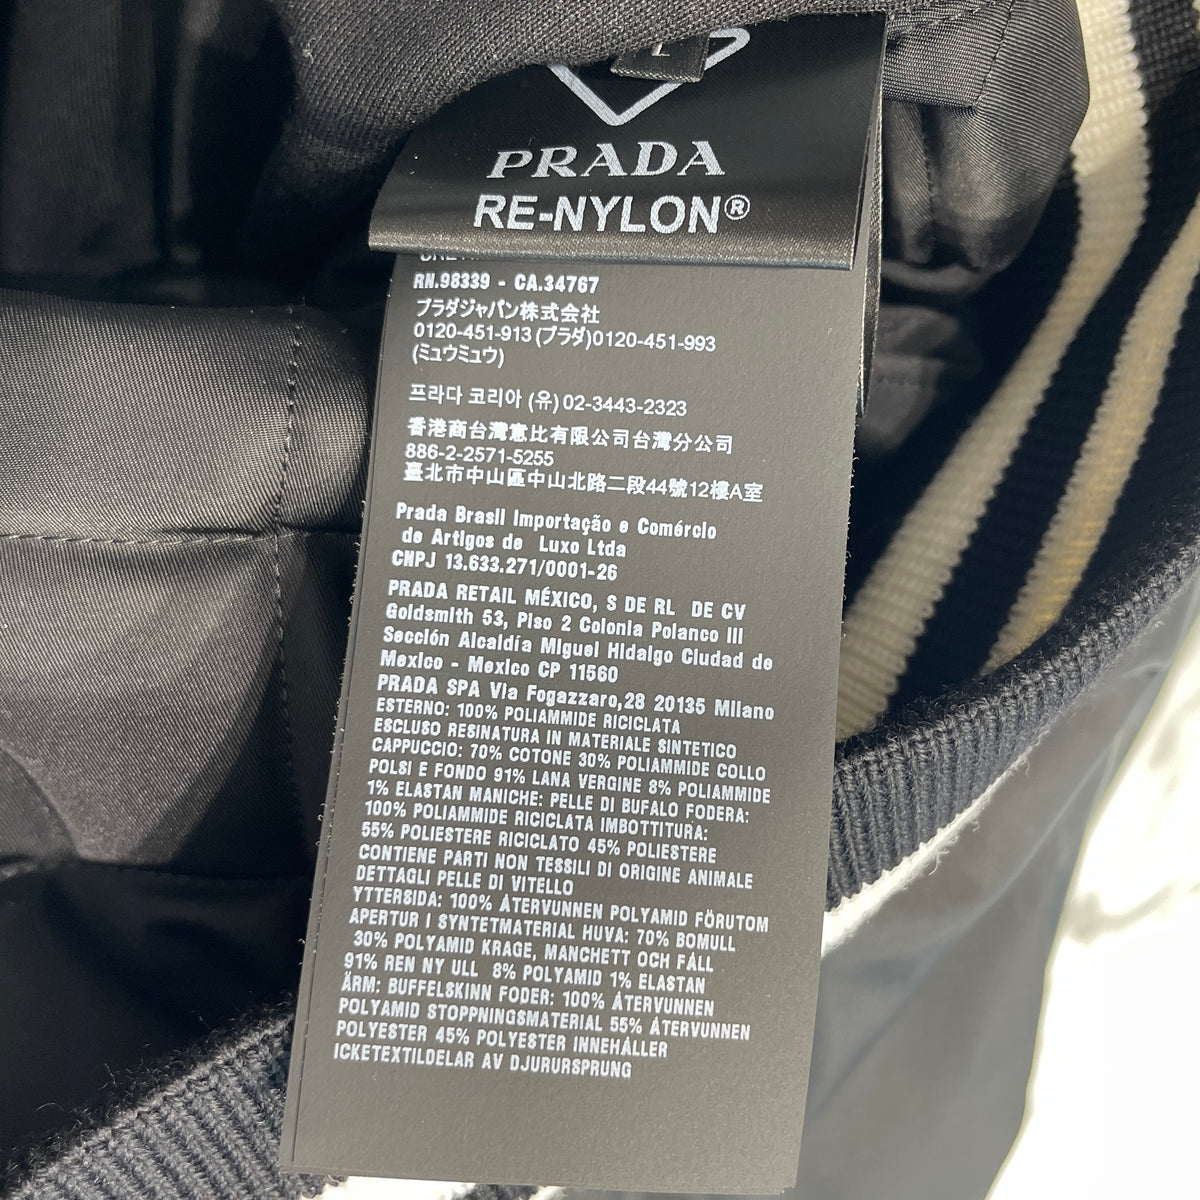 L
PRADA
RE-NYLON®
RN.98339 - CA.34767
プラダジャパン株式会社
0120-451-913 (プラダ)0120-451-993
(ミュウミュウ)
프라다 코리아 (유) 02-3443-2323
香港商台灣意比有限公司台灣分公司
886-2-2571-5255
臺北市中山區中山北路二段44號12樓A室
Prada Brasil Importação e Comércio
de Artigos de Luxo Ltda
CNPJ 13.633.271/0001-26
PRADA RETAIL MÉXICO, S DE RL DE CV
Goldsmith 53, Piso 2 Colonia Polanco III
Sección Alcaldía Miguel Hidalgo Ciudad de
Mexico - Mexico CP 11560
PRADA SPA Via Fogazzaro,28 20135 Milano
ESTERNO: 100% POLIAMMIDE RICICLATA
ESCLUSO RESINATURA IN MATERIALE SINTETICO
CAPPUCCIO: 70% COTONE 30% POLIAMMIDE COLLO
POLSI E FONDO 91% LANA VERGINE 8% POLIAMMIDE
1% ELASTAN MANICHE: PELLE DI BUFALO FODERA:
100% POLIAMMIDE RICICLATA IMBOTTITURA:
55% POLIESTERE RICICLATO 45% POLIESTERE
CONTIENE PARTI NON TESSILI DI ORIGINE ANIMALE
DETTAGLI PELLE DI VITELLO
YTTERSIDA: 100% ÅTERVUNNEN POLYAMID FÖRUTOM
APERTUR I SYNTETMATERIAL HUVA: 70% BOMULL
30% POLYAMID KRAGE, MANCHETT OCH FÅLL
91% REN NY ULL 8% POLYAMID 1% ELASTAN
ÄRM: BUFFELSKINN FODER: 100% ÅTERVUNNEN
POLYAMID STOPPNINGSMATERIAL 55% ÅTERVUNNEN
POLYESTER 45% POLYESTER INNEHÅLLER
ICKETEXTILDELAR AV DJURURSPRUNG